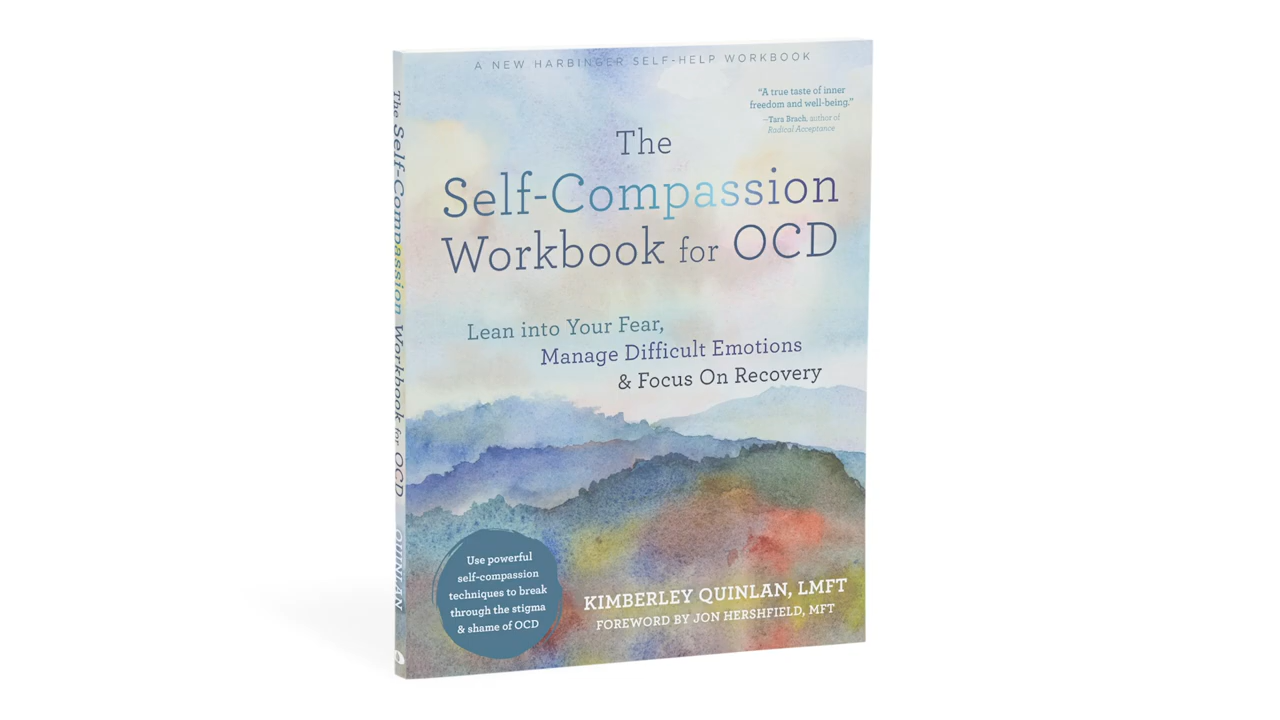 A NEW HARBINGER SELF-HELP WORKBOOK
“A true taste of inner
freedom and well-being.”
—Tara Brach, author of
Radical Acceptance
The
Self-Compassion
Workbook for OCD
Lean into Your Fear,
Manage Difficult Emotions
& Focus On Recovery
Use powerful
self-compassion
techniques to break
through the stigma
& shame of OCD
KIMBERLEY QUINLAN, LMFT
FOREWORD BY JON HERSHFIELD, MFT
The Self-Compassion Workbook for OCD QUINLAN